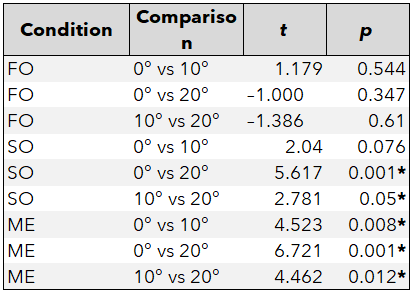 Condition Compariso n t p
FO 0° vs 10° 1.179 0.544
FO 0° vs 20° –1.000 0.347
FO 10° vs 20° –1.386 0.61
SO 0° vs 10° 2.04 0.076
SO 0° vs 20° 5.617 0.001*
SO 10° vs 20° 2.781 0.05*
ME 0° vs 10° 4.523 0.008*
ME 0° vs 20° 6.721 0.001*
ME 10° vs 20° 4.462 0.012*